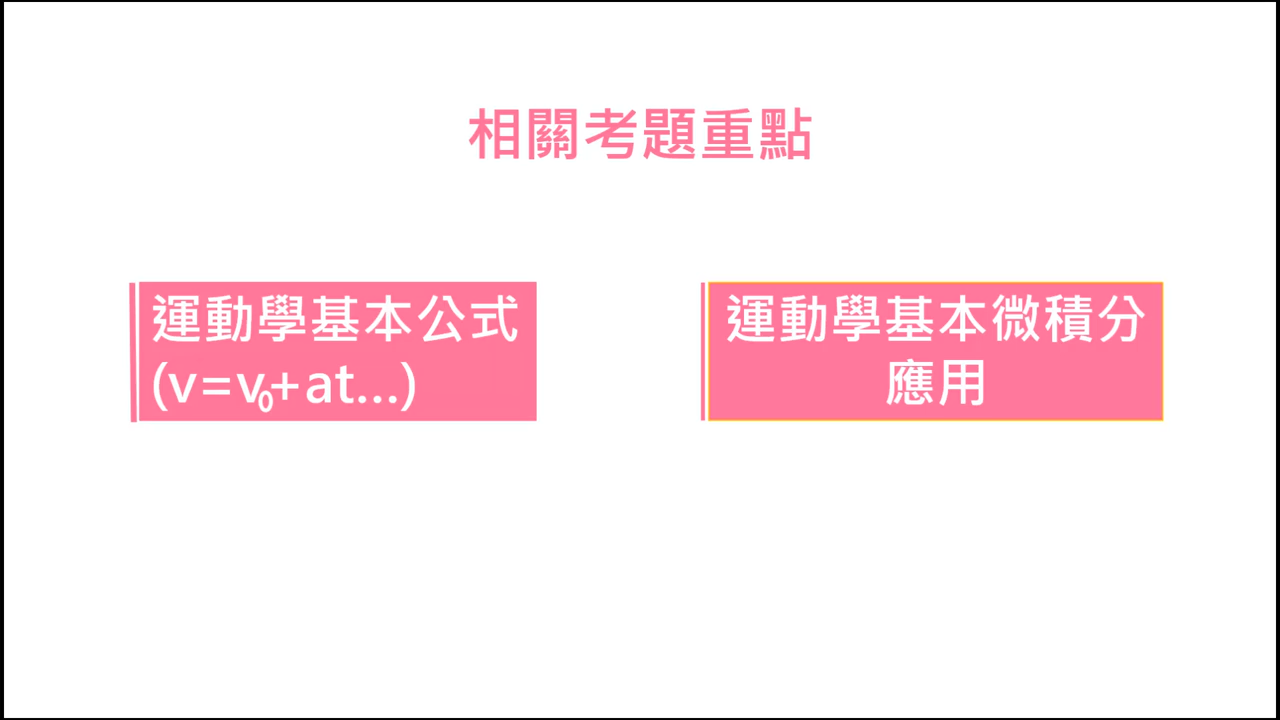 相關考題重點
運動學基本公式
(v=v₀+at...)
運動學基本微積分
應用